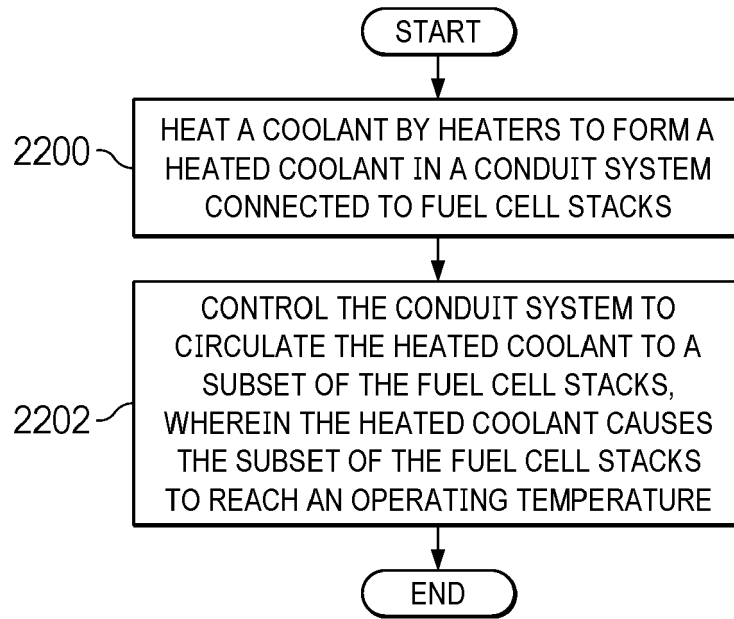 START
2200
HEAT A COOLANT BY HEATERS TO FORM A
HEATED COOLANT IN A CONDUIT SYSTEM
CONNECTED TO FUEL CELL STACKS
2202
CONTROL THE CONDUIT SYSTEM TO
CIRCULATE THE HEATED COOLANT TO A
SUBSET OF THE FUEL CELL STACKS,
WHEREIN THE HEATED COOLANT CAUSES
THE SUBSET OF THE FUEL CELL STACKS
TO REACH AN OPERATING TEMPERATURE
END